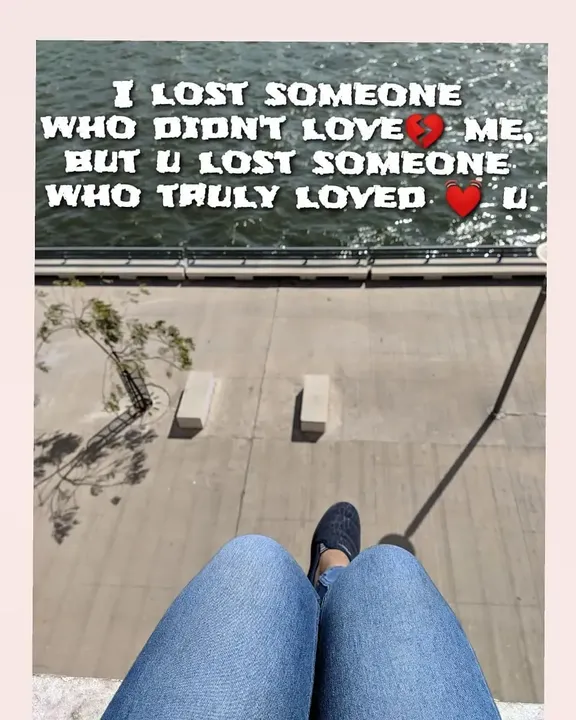 I LOST SOMEONE
WHO DIDN'T LOVE💔 ME,
BUT U LOST SOMEONE
WHO TRULY LOVED 💓 U